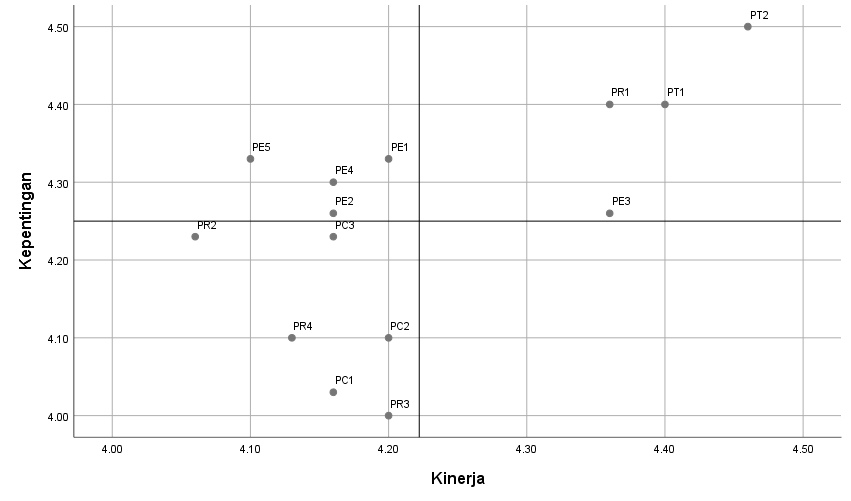 PT2
4.50
PR1
PT1
4.40
PE5
PE1
PE4
4.30
PE2
PE3
PR2
PC3
4.20
PR4
PC2
4.10
PC1
PR3
4.00
Kepentingan
4.00 4.10 4.20 4.30 4.40 4.50
Kinerja